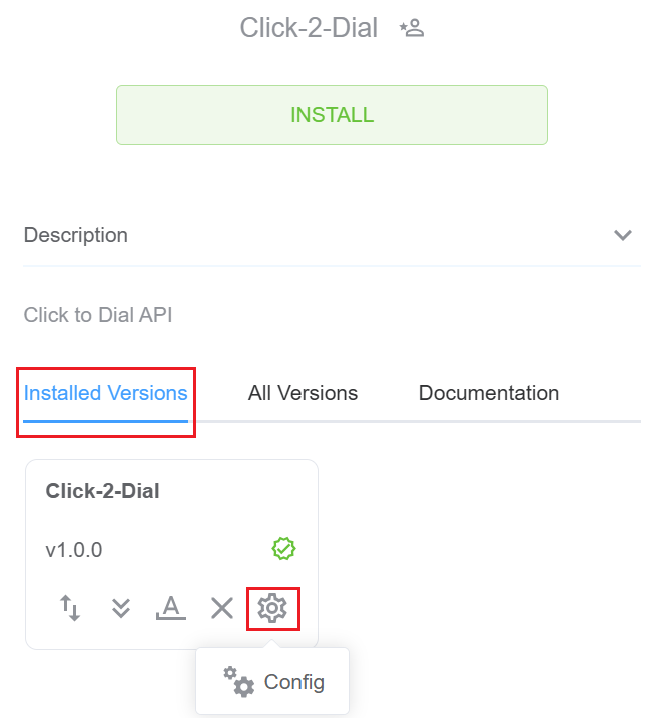 Click-2-Dial
INSTALL
Description
Click to Dial API
Installed Versions All Versions Documentation
Click-2-Dial
v1.0.0
A
Config